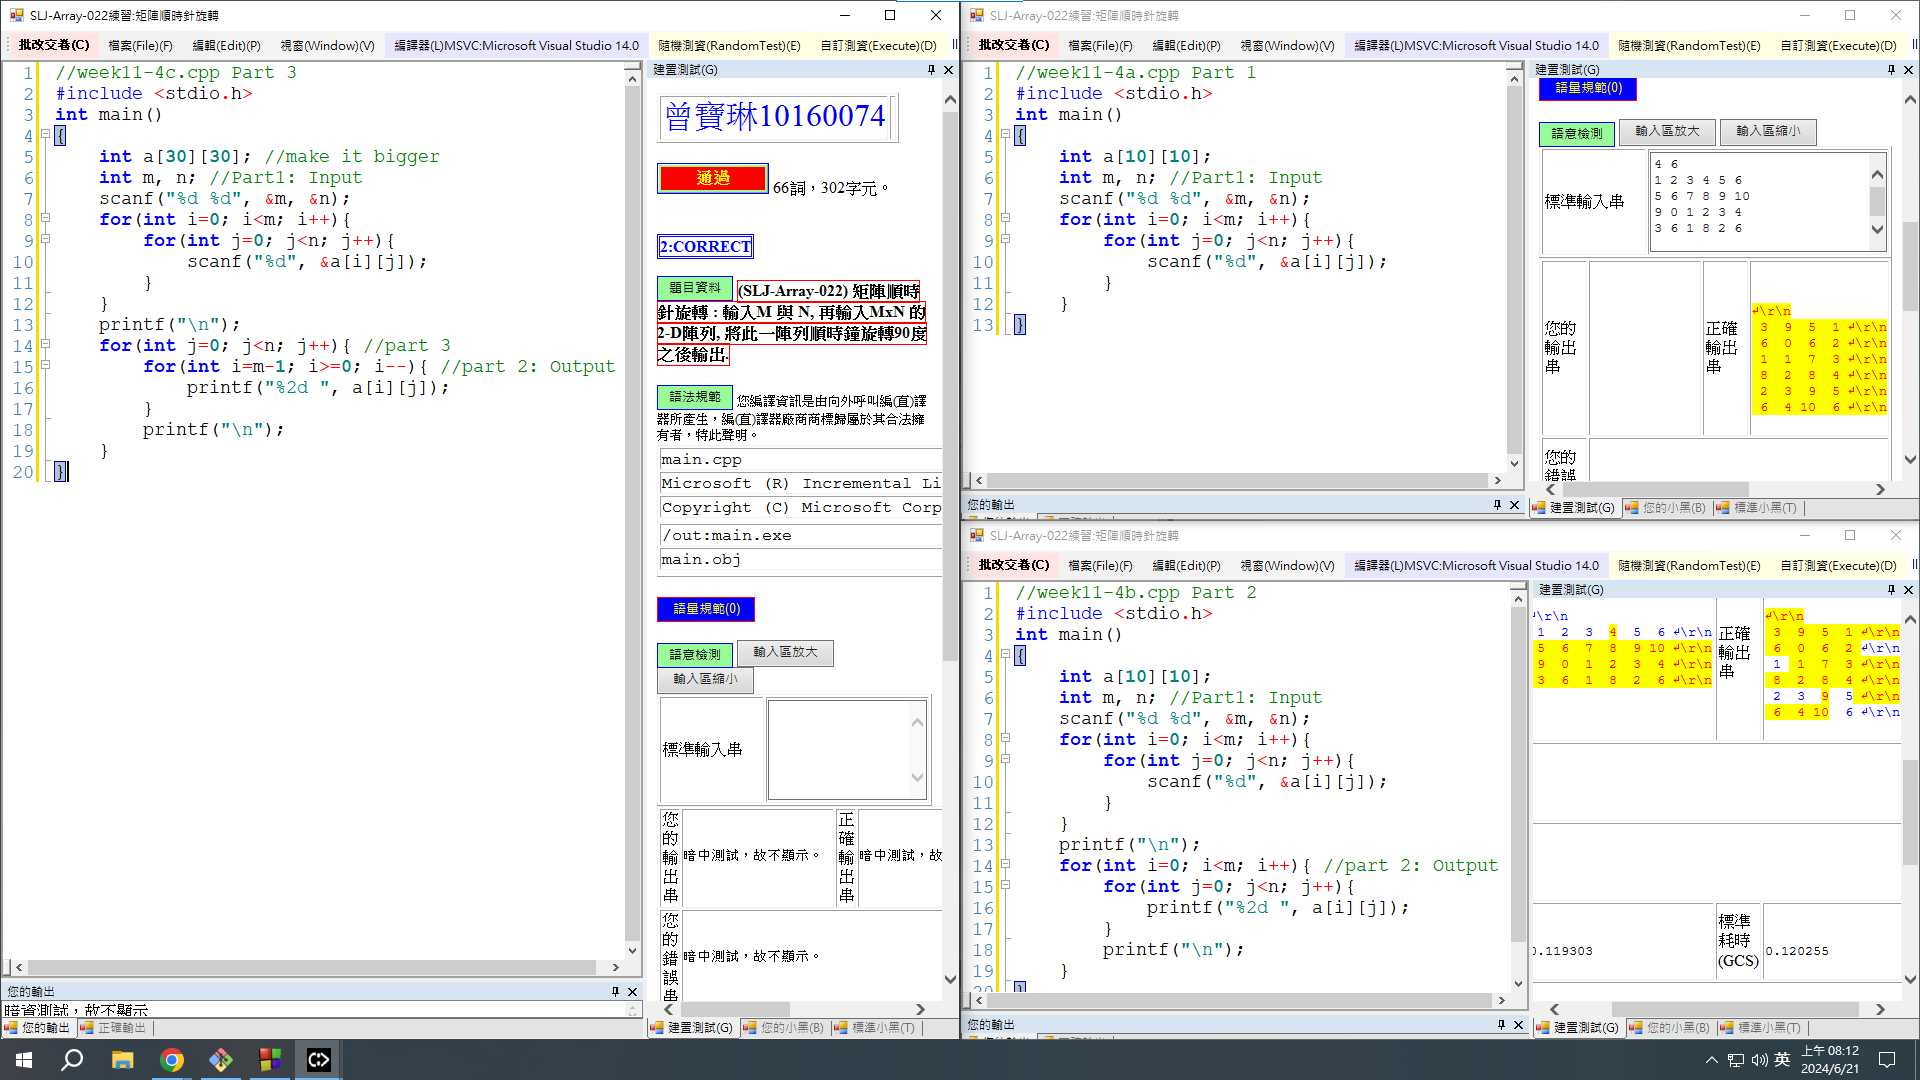 SLJ-Array-022練習:矩陣順時針旋轉
批改交卷(C) 檔案(File)(F) 編輯(Edit)(P) 視窗(Window)(V) 編譯器(L)MSVC:Microsoft Visual Studio 14.0 隨機測資(RandomTest)(E) 自訂測資(Execute)(D)
1 //week11-4c.cpp Part 3
2 #include <stdio.h>
3 int main()
4 {
5 int a[30][30]; //make it bigger
6 int m, n; //Part1: Input
7 scanf("%d %d", &m, &n);
8 for(int i=0; i<m; i++){
9 for(int j=0; j<n; j++){
10 scanf("%d", &a[i][j]);
11 }
12 }
13 printf("\n");
14 for(int j=0; j<n; j++){ //part 3
15 for(int i=m-1; i>=0; i--){ //part 2: Output
16 printf("%2d ", a[i][j]);
17 }
18 printf("\n");
19 }
20 }
您的輸出
暗資測試，故不顯示
您的輸出 正確輸出
建置測試(G)
曾寶琳10160074
通過 66詞，302字元。
2:CORRECT
題目資料 (SLJ-Array-022) 矩陣順時
針旋轉 : 輸入M 與 N, 再輸入MxN 的
2-D陣列, 將此一陣列順時鐘旋轉90度
之後輸出.
語法規範 您編譯資訊是由向外呼叫編(直)譯
器所產生，編(直)譯器廠商商標歸屬於其合法擁
有者，特此聲明。
main.cpp
Microsoft (R) Incremental Li
Copyright (C) Microsoft Corp
/out:main.exe
main.obj
語量規範(0)
語意檢測 輸入區放大
輸入區縮小
標準輸入串
您的輸出串 暗中測試，故不顯示。 正確輸出串 暗中測試，故
您的錯誤串 暗中測試，故不顯示。
建置測試(G) 您的小黑(B) 標準小黑(T)
SLJ-Array-022練習:矩陣順時針旋轉
批改交卷(C) 檔案(File)(F) 編輯(Edit)(P) 視窗(Window)(V) 編譯器(L)MSVC:Microsoft Visual Studio 14.0 隨機測資(RandomTest)(E) 自訂測資(Execute)(D)
1 //week11-4a.cpp Part 1
2 #include <stdio.h>
3 int main()
4 {
5 int a[10][10];
6 int m, n; //Part1: Input
7 scanf("%d %d", &m, &n);
8 for(int i=0; i<m; i++){
9 for(int j=0; j<n; j++){
10 scanf("%d", &a[i][j]);
11 }
12 }
13 }
您的輸出
建置測試(G)
語量規範(0)
語意檢測 輸入區放大 輸入區縮小
標準輸入串
4 6
1 2 3 4 5 6
5 6 7 8 9 10
9 0 1 2 3 4
3 6 1 8 2 6
您的輸出串 正確輸出串
↲\r\n
3 9 5 1 ↲\r\n
6 0 6 2 ↲\r\n
1 1 7 3 ↲\r\n
8 2 8 4 ↲\r\n
2 3 9 5 ↲\r\n
6 4 10 6 ↲\r\n
您的錯誤
建置測試(G) 您的小黑(B) 標準小黑(T)
SLJ-Array-022練習:矩陣順時針旋轉
批改交卷(C) 檔案(File)(F) 編輯(Edit)(P) 視窗(Window)(V) 編譯器(L)MSVC:Microsoft Visual Studio 14.0 隨機測資(RandomTest)(E) 自訂測資(Execute)(D)
1 //week11-4b.cpp Part 2
2 #include <stdio.h>
3 int main()
4 {
5 int a[10][10];
6 int m, n; //Part1: Input
7 scanf("%d %d", &m, &n);
8 for(int i=0; i<m; i++){
9 for(int j=0; j<n; j++){
10 scanf("%d", &a[i][j]);
11 }
12 }
13 printf("\n");
14 for(int i=0; i<m; i++){ //part 2: Output
15 for(int j=0; j<n; j++){
16 printf("%2d ", a[i][j]);
17 }
18 printf("\n");
19 }
20 }
您的輸出
建置測試(G)
↲\r\n
1 2 3 4 5 6 ↲\r\n
5 6 7 8 9 10 ↲\r\n
9 0 1 2 3 4 ↲\r\n
3 6 1 8 2 6 ↲\r\n
正確輸出串
↲\r\n
3 9 5 1 ↲\r\n
6 0 6 2 ↲\r\n
1 1 7 3 ↲\r\n
8 2 8 4 ↲\r\n
2 3 9 5 ↲\r\n
6 4 10 6 ↲\r\n
0.119303 標準耗時(GCS) 0.120255
建置測試(G) 您的小黑(B) 標準小黑(T)
英 上午 08:12
2024/6/21